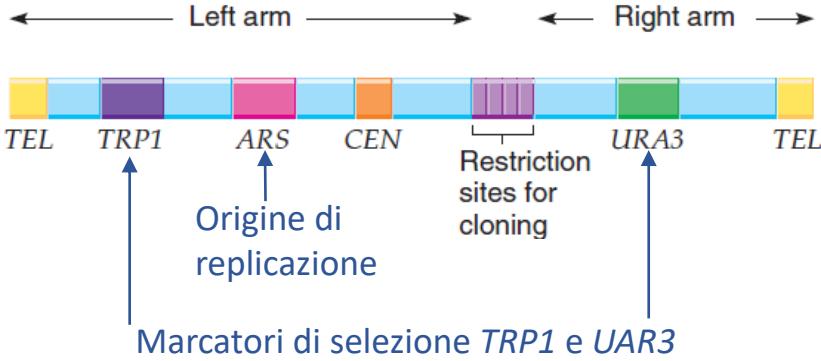 Left arm Right arm
TEL TRP1 ARS CEN URA3 TEL
Restriction
sites for
cloning
Origine di
replicazione
Marcatori di selezione TRP1 e UAR3